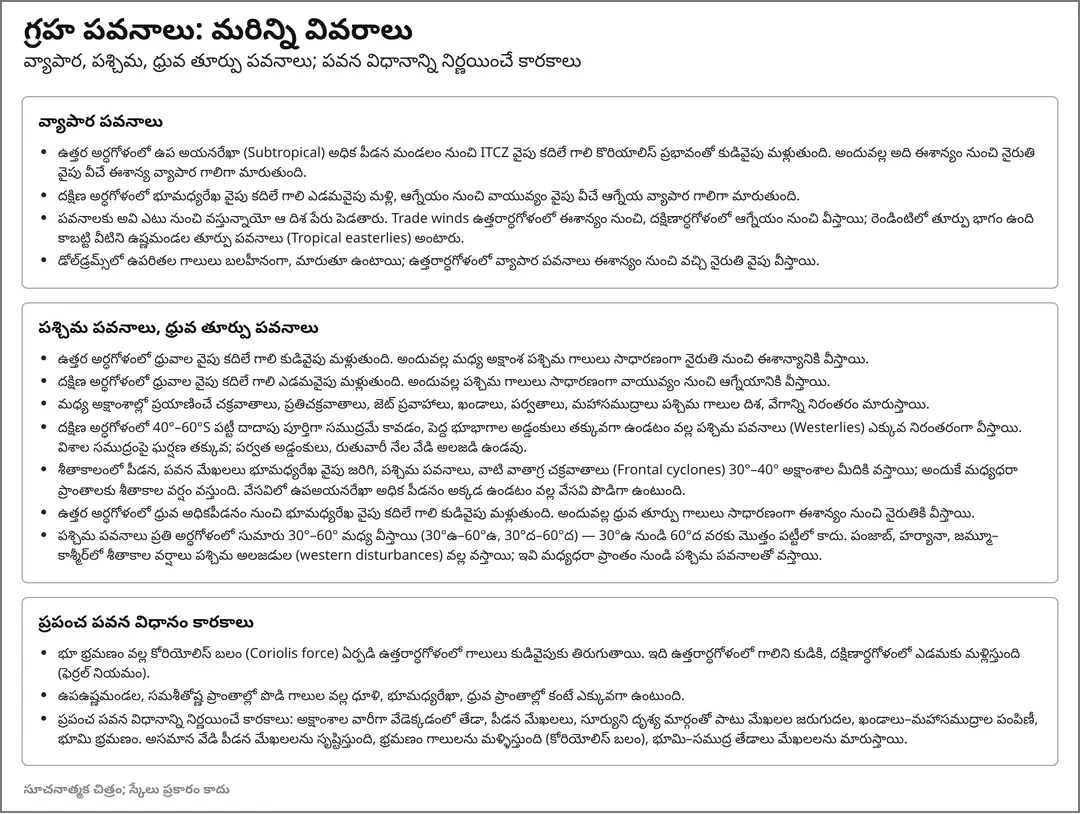 గ్రహ పవనాలు: మరిన్ని వివరాలు
వ్యాపార, పశ్చిమ, ధ్రువ తూర్పు పవనాలు; పవన విధానాన్ని నిర్ణయించే కారకాలు
వ్యాపార పవనాలు
• ఉత్తర అర్ధగోళంలో ఉప అయనరేఖా (Subtropical) అధిక పీడన మండలం నుంచి ITCZ వైపు కదిలే గాలి కొరియాలిస్ ప్రభావంతో కుడివైపు మళ్లుతుంది. అందువల్ల అది ఈశాన్యం నుంచి నైరుతి
వైపు వీచే ఈశాన్య వ్యాపార గాలిగా మారుతుంది.
• దక్షిణ అర్ధగోళంలో భూమధ్యరేఖ వైపు కదిలే గాలి ఎడమవైపు మళ్లి, ఆగ్నేయం నుంచి వాయువ్యం వైపు వీచే ఆగ్నేయ వ్యాపార గాలిగా మారుతుంది.
• పవనాలకు అవి ఎటు నుంచి వస్తున్నాయో ఆ దిశ పేరు పెడతారు. Trade winds ఉత్తరార్ధగోళంలో ఈశాన్యం నుంచి, దక్షిణార్ధగోళంలో ఆగ్నేయం నుంచి వీస్తాయి; రెండింటిలో తూర్పు భాగం ఉంది
కాబట్టి వీటిని ఉష్ణమండల తూర్పు పవనాలు (Tropical easterlies) అంటారు.
• డోల్‌డ్రమ్స్‌లో ఉపరితల గాలులు బలహీనంగా, మారుతూ ఉంటాయి; ఉత్తరార్ధగోళంలో వ్యాపార పవనాలు ఈశాన్యం నుంచి వచ్చి నైరుతి వైపు వీస్తాయి.
పశ్చిమ పవనాలు, ధ్రువ తూర్పు పవనాలు
• ఉత్తర అర్ధగోళంలో ధ్రువాల వైపు కదిలే గాలి కుడివైపు మళ్లుతుంది. అందువల్ల మధ్య అక్షాంశ పశ్చిమ గాలులు సాధారణంగా నైరుతి నుంచి ఈశాన్యానికి వీస్తాయి.
• దక్షిణ అర్ధగోళంలో ధ్రువాల వైపు కదిలే గాలి ఎడమవైపు మళ్లుతుంది. అందువల్ల పశ్చిమ గాలులు సాధారణంగా వాయువ్యం నుంచి ఆగ్నేయానికి వీస్తాయి.
• మధ్య అక్షాంశాల్లో ప్రయాణించే చక్రవాతాలు, ప్రతిచక్రవాతాలు, జెట్ ప్రవాహాలు, ఖండాలు, పర్వతాలు, మహాసముద్రాలు పశ్చిమ గాలుల దిశ, వేగాన్ని నిరంతరం మారుస్తాయి.
• దక్షిణ అర్ధగోళంలో 40°–60°S పట్టీ దాదాపు పూర్తిగా సముద్రమే కావడం, పెద్ద భూభాగాల అడ్డంకులు తక్కువగా ఉండటం వల్ల పశ్చిమ పవనాలు (Westerlies) ఎక్కువ నిరంతరంగా వీస్తాయి.
విశాల సముద్రంపై ఘర్షణ తక్కువ; పర్వత అడ్డంకులు, రుతువారీ నేల వేడి అలజడి ఉండవు.
• శీతాకాలంలో పీడన, పవన మేఖలలు భూమధ్యరేఖ వైపు జరిగి, పశ్చిమ పవనాలు, వాటి వాతాగ్ర చక్రవాతాలు (Frontal cyclones) 30°–40° అక్షాంశాల మీదికి వస్తాయి; అందుకే మధ్యధరా
ప్రాంతాలకు శీతాకాల వర్షం వస్తుంది. వేసవిలో ఉపఅయనరేఖా అధిక పీడనం అక్కడ ఉండటం వల్ల వేసవి పొడిగా ఉంటుంది.
• ఉత్తర అర్ధగోళంలో ధ్రువ అధికపీడనం నుంచి భూమధ్యరేఖ వైపు కదిలే గాలి కుడివైపు మళ్లుతుంది. అందువల్ల ధ్రువ తూర్పు గాలులు సాధారణంగా ఈశాన్యం నుంచి నైరుతికి వీస్తాయి.
• పశ్చిమ పవనాలు ప్రతి అర్ధగోళంలో సుమారు 30°–60° మధ్య వీస్తాయి (30°ఉ–60°ఉ, 30°ద–60°ద) — 30°ఉ నుండి 60°ద వరకు మొత్తం పట్టీలో కాదు. పంజాబ్, హర్యానా, జమ్మూ–
కాశ్మీర్‌లో శీతాకాల వర్షాలు పశ్చిమ అలజడుల (western disturbances) వల్ల వస్తాయి; ఇవి మధ్యధరా ప్రాంతం నుండి పశ్చిమ పవనాలతో వస్తాయి.
ప్రపంచ పవన విధానం కారకాలు
• భూ భ్రమణం వల్ల కోరియోలిస్ బలం (Coriolis force) ఏర్పడి ఉత్తరార్ధగోళంలో గాలులు కుడివైపుకు తిరుగుతాయి. ఇది ఉత్తరార్ధగోళంలో గాలిని కుడికి, దక్షిణార్ధగోళంలో ఎడమకు మళ్లిస్తుంది
(ఫెర్రల్ నియమం).
• ఉపఉష్ణమండల, సమశీతోష్ణ ప్రాంతాల్లో పొడి గాలుల వల్ల ధూళి, భూమధ్యరేఖా, ధ్రువ ప్రాంతాల్లో కంటే ఎక్కువగా ఉంటుంది.
• ప్రపంచ పవన విధానాన్ని నిర్ణయించే కారకాలు: అక్షాంశాల వారీగా వేడెక్కడంలో తేడా, పీడన మేఖలలు, సూర్యుని దృశ్య మార్గంతో పాటు మేఖలల జరుగుదల, ఖండాలు–మహాసముద్రాల పంపిణీ,
భూమి భ్రమణం. అసమాన వేడి పీడన మేఖలలను సృష్టిస్తుంది, భ్రమణం గాలులను మళ్ళిస్తుంది (కోరియోలిస్ బలం), భూమి–సముద్ర తేడాలు మేఖలలను మారుస్తాయి.
సూచనాత్మక చిత్రం; స్కేలు ప్రకారం కాదు